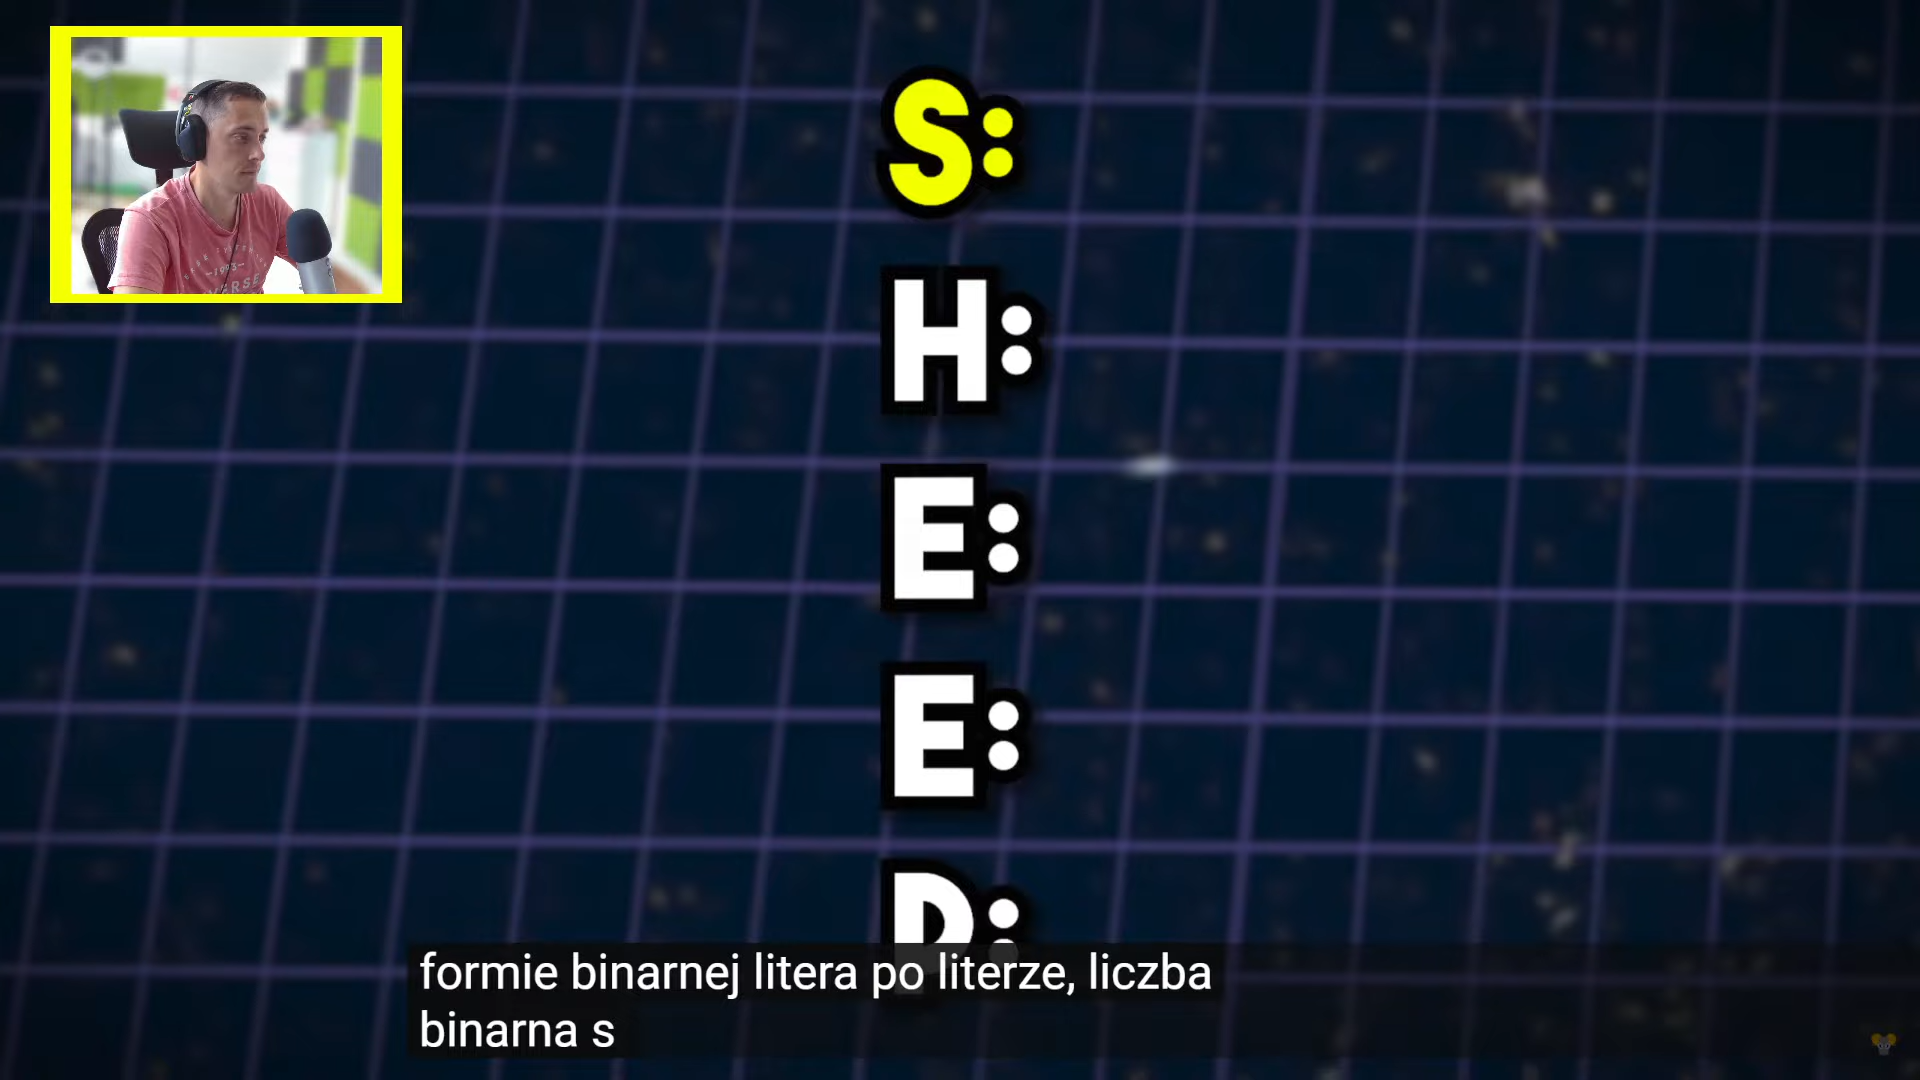 S:
H:
E:
E:
D:
formie binarnej litera po literze, liczba
binarna s